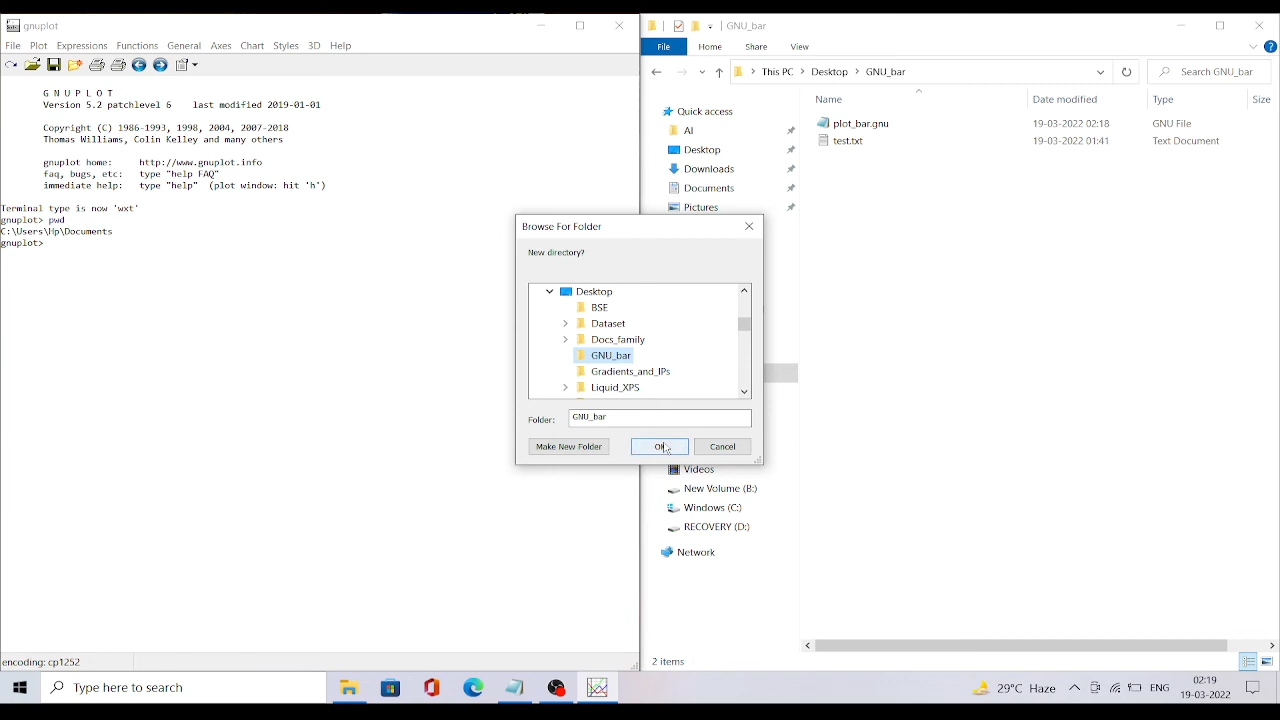 gnuplot
File Plot Expressions Functions General Axes Chart Styles 3D Help
G N U P L O T
Version 5.2 patchlevel 6 last modified 2019-01-01
Copyright (C) 1986-1993, 1998, 2004, 2007-2018
Thomas Williams, Colin Kelley and many others
gnuplot home: http://www.gnuplot.info
faq, bugs, etc: type "help FAQ"
immediate help: type "help" (plot window: hit 'h')
Terminal type is now 'wxt'
gnuplot> pwd
C:\Users\Hp\Documents
gnuplot>
encoding: cp1252
GNU_bar
File Home Share View
This PC Desktop GNU_bar
Search GNU_bar
Name Date modified Type Size
plot_bar.gnu 19-03-2022 02:18 GNU File
test.txt 19-03-2022 01:41 Text Document
Quick access
AI
Desktop
Downloads
Documents
Pictures
Videos
New Volume (B:)
Windows (C:)
RECOVERY (D:)
Network
2 items
Browse For Folder
New directory?
Desktop
BSE
Dataset
Docs_family
GNU_bar
Gradients_and_IPs
Liquid_XPS
Folder: GNU_bar
Make New Folder OK Cancel
Type here to search
29°C Haze
ENG
02:19
19-03-2022